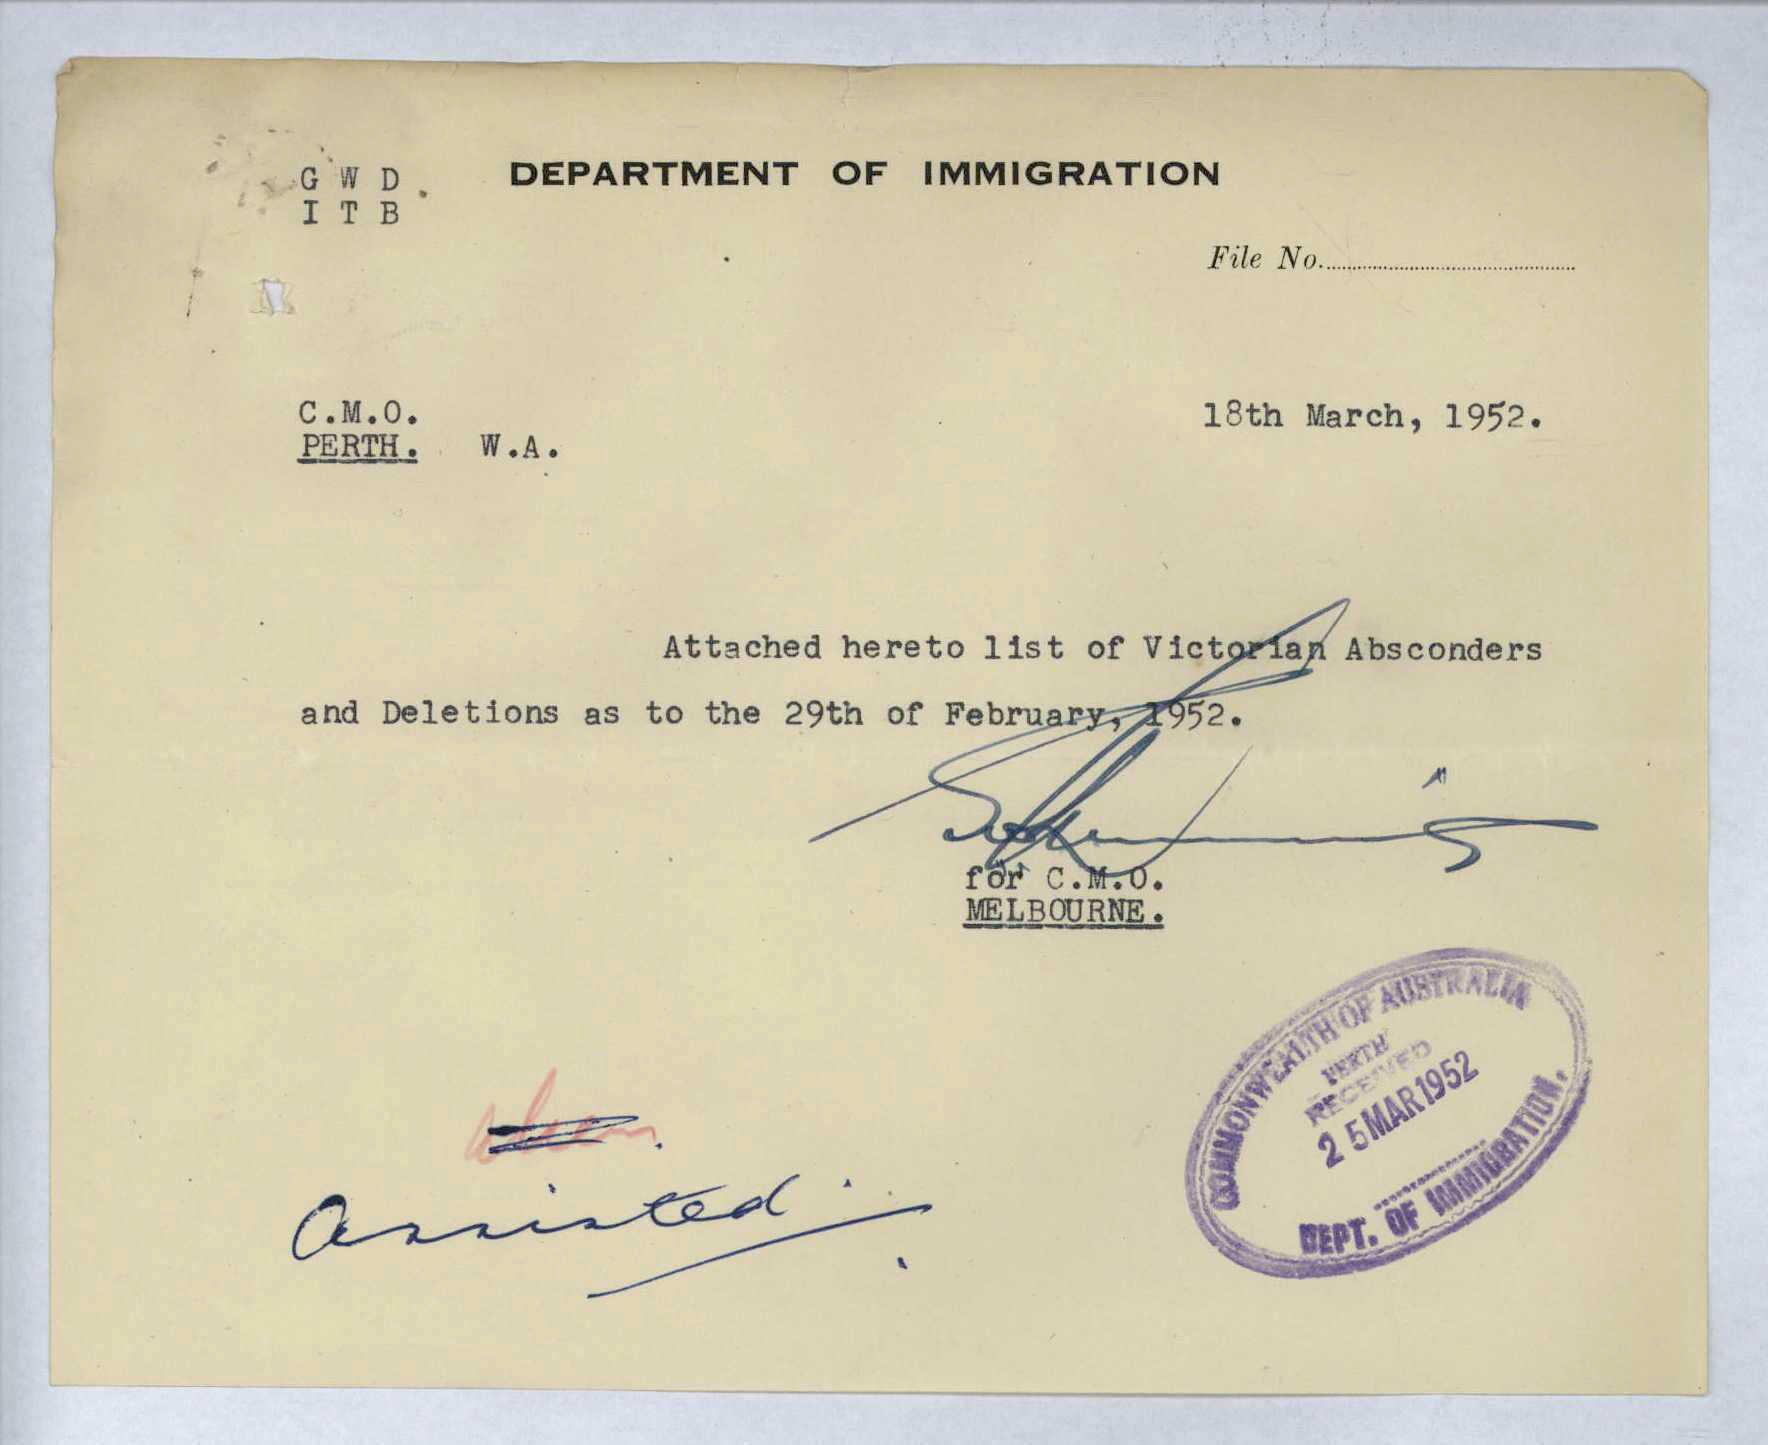 G W D
I T B
DEPARTMENT OF IMMIGRATION
File No.
C.M.O.
PERTH. W.A.
18th March, 1952.
Attached hereto list of Victorian Absconders
and Deletions as to the 29th of February, 1952.
for C.M.O.
MELBOURNE.
COMMONWEALTH OF AUSTRALIA
PERTH
RECEIVED
25 MAR 1952
DEPT. OF IMMIGRATION.
Assisted